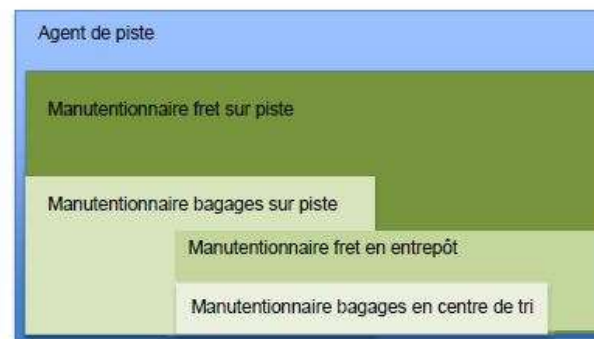 Agent de piste
Manutentionnaire fret sur piste
Manutentionnaire bagages sur piste
Manutentionnaire fret en entrepôt
Manutentionnaire bagages en centre de tri